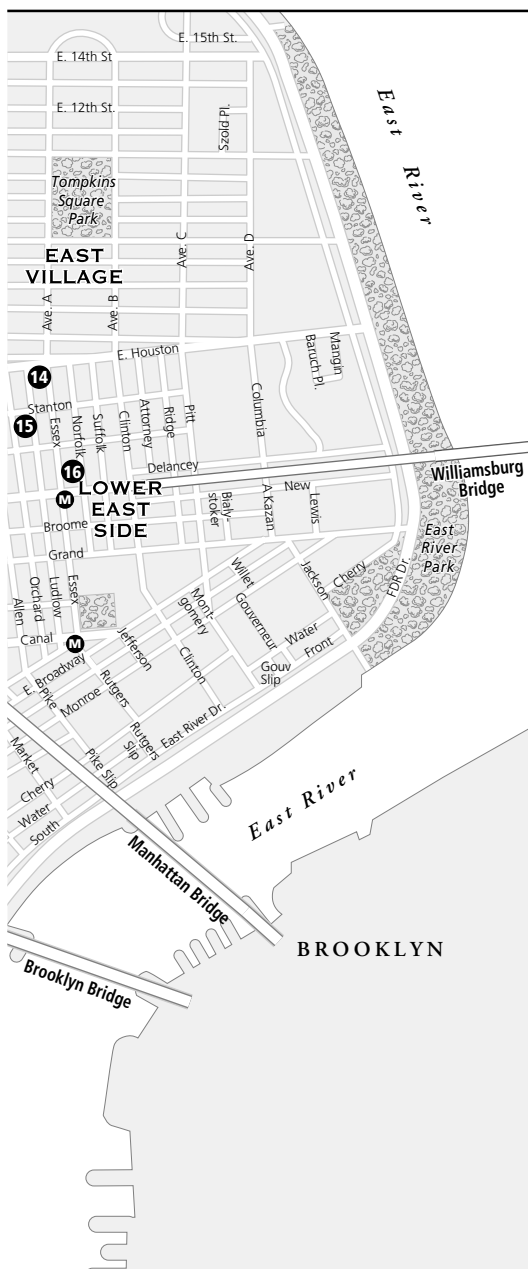 E. 15th St.
E. 14th St
E. 12th St.
Szold Pl.
East River
Tompkins
Square
Park
EAST
VILLAGE
Ave. A
Ave. B
Ave. C
Ave. D
E. Houston
Mangin
Baruch Pl.
14
Stanton
15
Essex
Norfolk
Suffolk
Clinton
Attorney
Ridge
Pitt
Columbia
16
Delancey
Williamsburg
Bridge
M
LOWER
EAST
SIDE
New
Bialy-
stoker
A Kazan
Lewis
Broome
Grand
East
River
Park
FDR Dr.
Allen
Orchard
Ludlow
Essex
Willet
Jackson
Cherry
Canal
M
Jefferson
Mont-
gomery
Gouverneur
Water
Front
Gouv
Slip
Clinton
E. Broadway
Pike
Monroe
Rutgers
Rutgers
Slip
East River Dr.
Market
Cherry
Water
South
Pike Slip
East River
Manhattan Bridge
BROOKLYN
Brooklyn Bridge